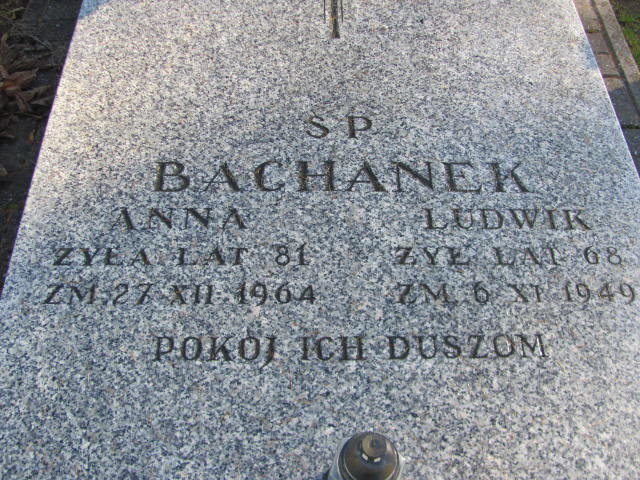 ŚP
BACHANEK
ANNA LUDWIK
ŻYŁA LAT 81 ŻYŁ LAT 68
ZM. 27 XII 1964 ZM. 6 XI 1949
POKÓJ ICH DUSZOM